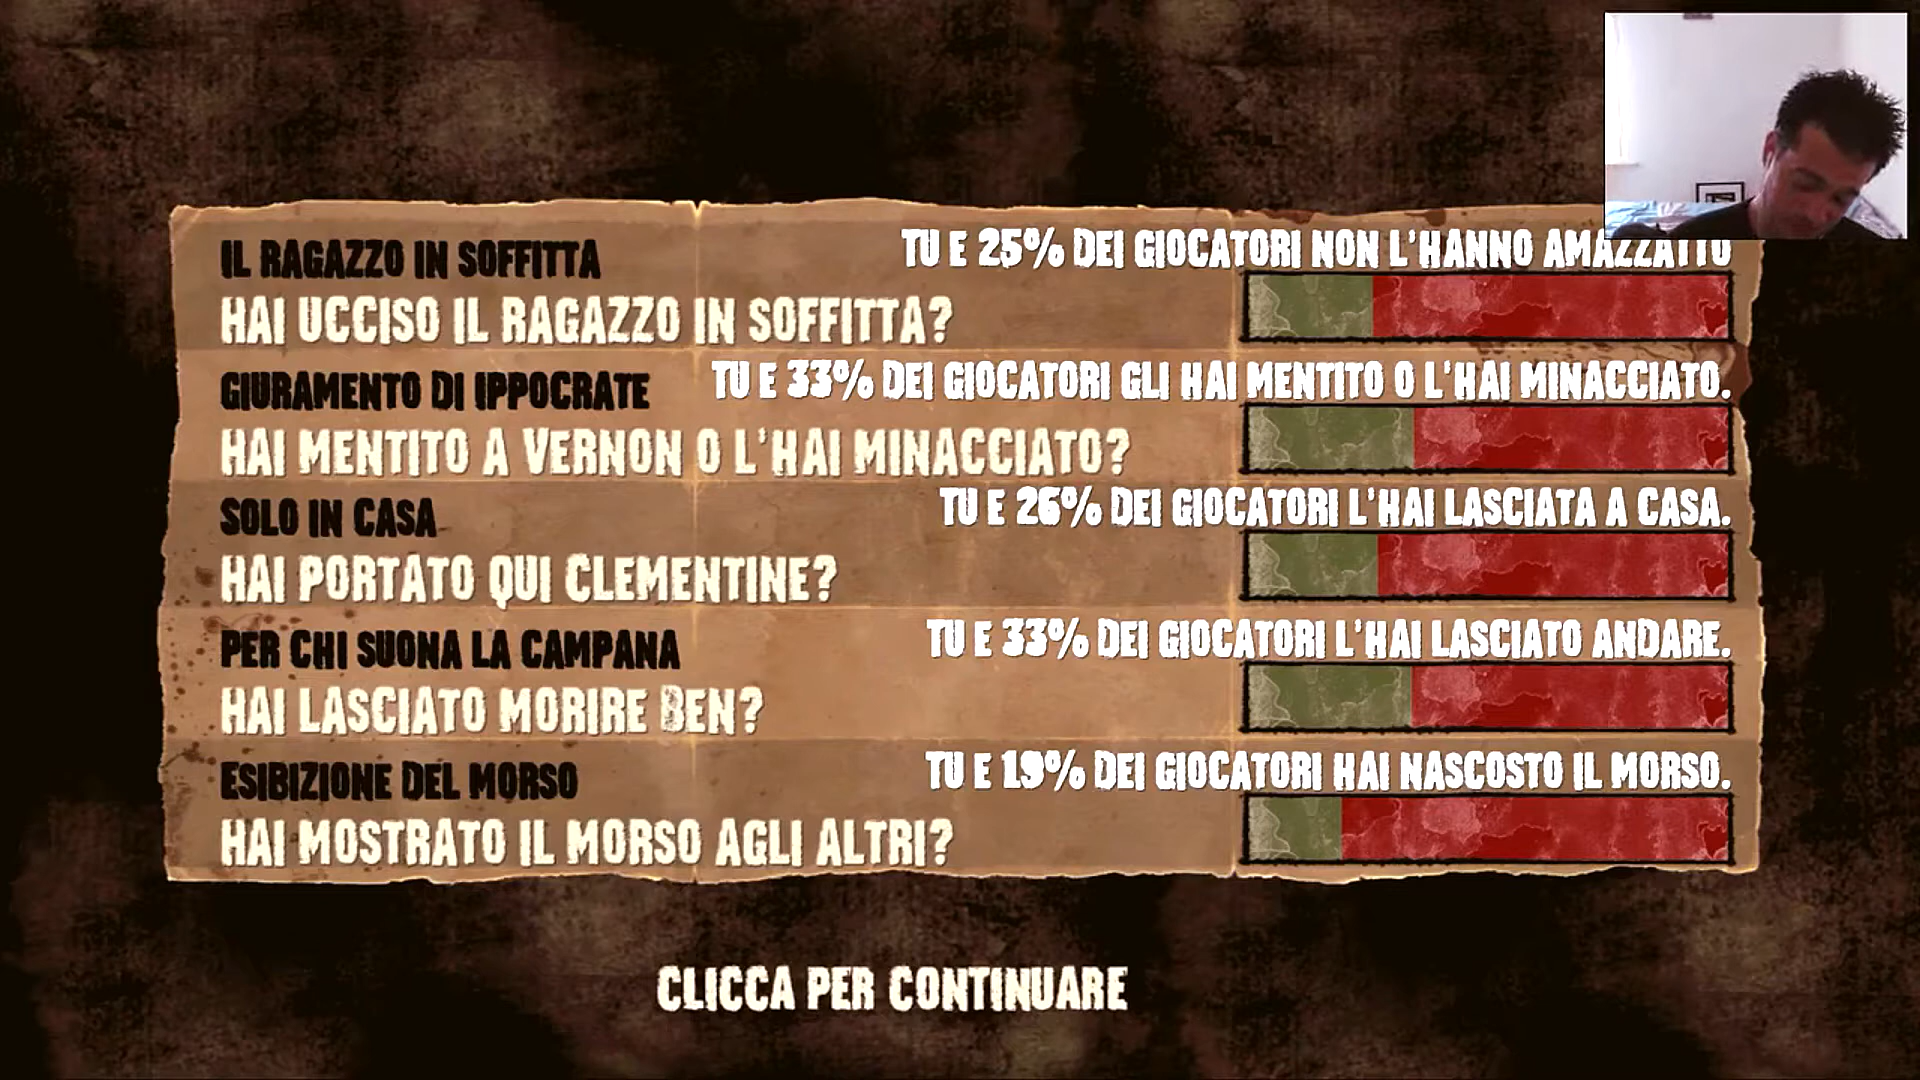 IL RAGAZZO IN SOFFITTA
TU E 25% DEI GIOCATORI NON L'HANNO AMAZZATTO
HAI UCCISO IL RAGAZZO IN SOFFITTA?
GIURAMENTO DI IPPOCRATE
TU E 33% DEI GIOCATORI GLI HAI MENTITO O L'HAI MINACCIATO.
HAI MENTITO A VERNON O L'HAI MINACCIATO?
SOLO IN CASA
TU E 26% DEI GIOCATORI L'HAI LASCIATA A CASA.
HAI PORTATO QUI CLEMENTINE?
PER CHI SUONA LA CAMPANA
TU E 33% DEI GIOCATORI L'HAI LASCIATO ANDARE.
HAI LASCIATO MORIRE BEN?
ESIBIZIONE DEL MORSO
TU E 19% DEI GIOCATORI HAI NASCOSTO IL MORSO.
HAI MOSTRATO IL MORSO AGLI ALTRI?
CLICCA PER CONTINUARE